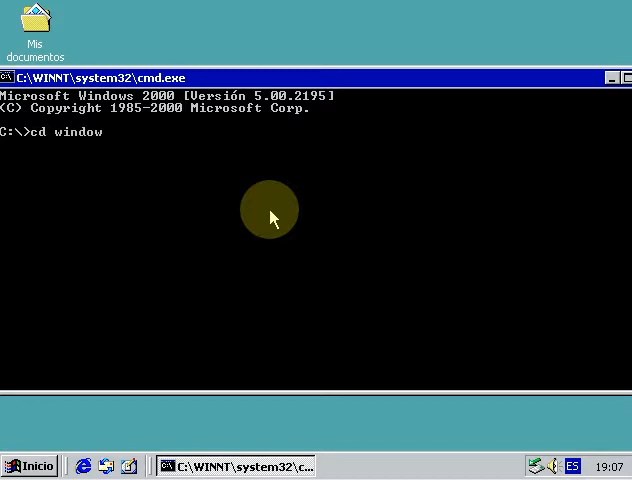 Mis
documentos
C:\WINNT\system32\cmd.exe
Microsoft Windows 2000 [Versión 5.00.2195]
(C) Copyright 1985-2000 Microsoft Corp.
C:\>cd window
Inicio
C:\WINNT\system32\c...
ES
19:07